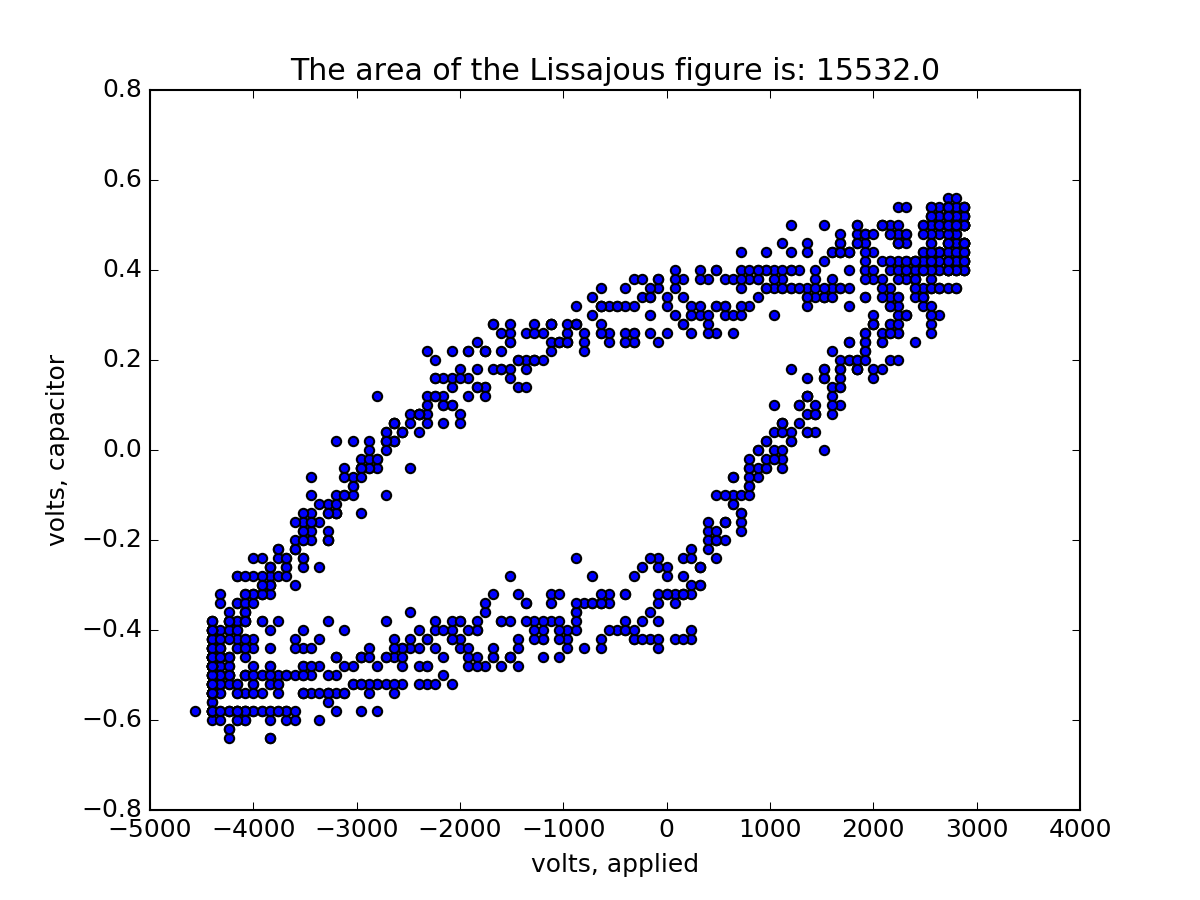 The area of the Lissajous figure is: 15532.0
0.8
0.6
0.4
0.2
0.0
−0.2
−0.4
−0.6
−0.8
volts, capacitor
−5000 −4000 −3000 −2000 −1000 0 1000 2000 3000 4000
volts, applied